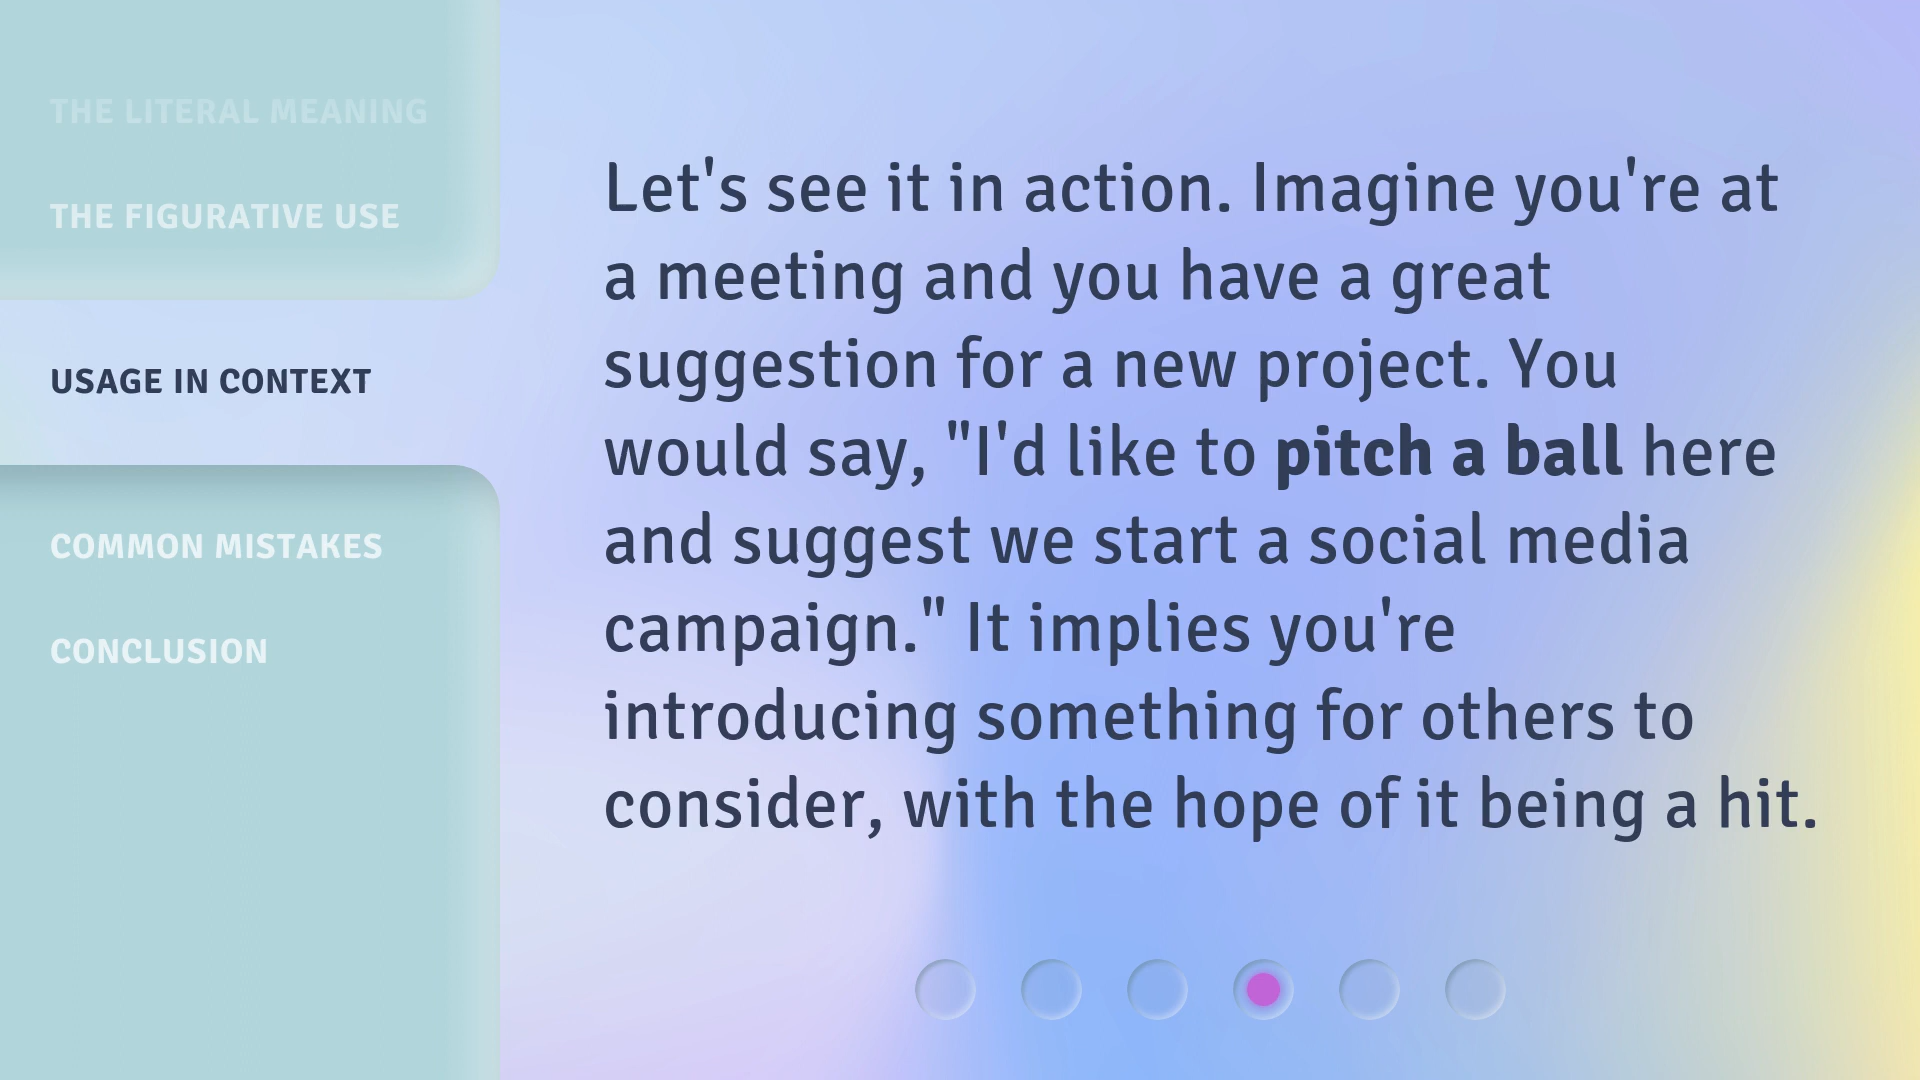 THE LITERAL MEANING
THE FIGURATIVE USE
USAGE IN CONTEXT
COMMON MISTAKES
CONCLUSION
Let's see it in action. Imagine you're at
a meeting and you have a great
suggestion for a new project. You
would say, "I'd like to pitch a ball here
and suggest we start a social media
campaign." It implies you're
introducing something for others to
consider, with the hope of it being a hit.